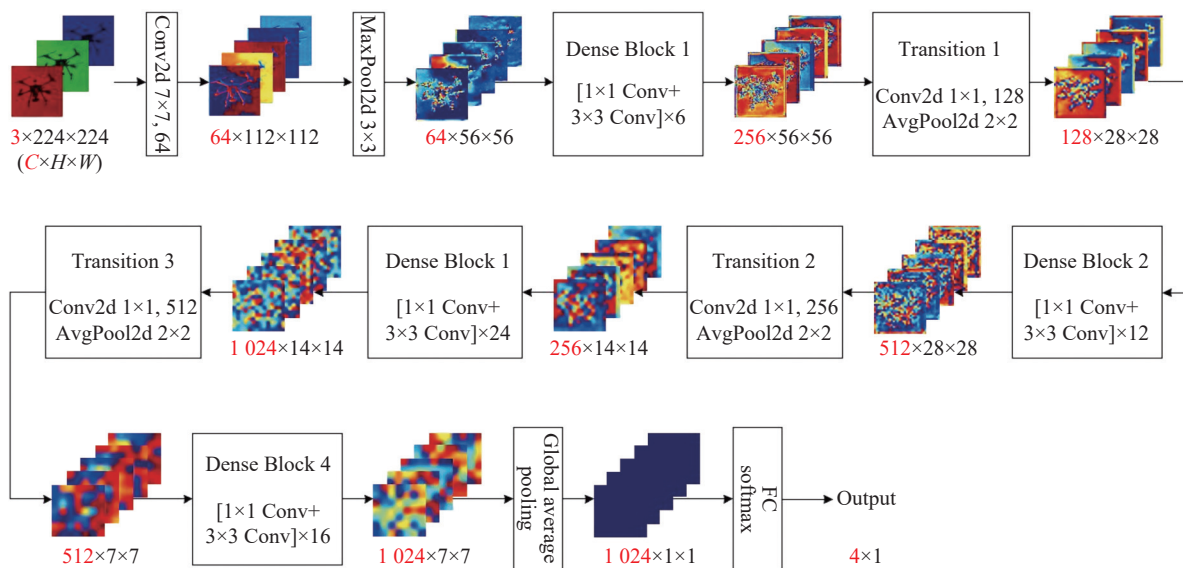 3×224×224
(C×H×W)
Conv2d 7×7, 64
64×112×112
MaxPool2d 3×3
64×56×56
Dense Block 1
[1×1 Conv+
3×3 Conv]×6
256×56×56
Transition 1
Conv2d 1×1, 128
AvgPool2d 2×2
128×28×28
Dense Block 2
[1×1 Conv+
3×3 Conv]×12
512×28×28
Transition 2
Conv2d 1×1, 256
AvgPool2d 2×2
256×14×14
Dense Block 1
[1×1 Conv+
3×3 Conv]×24
1 024×14×14
Transition 3
Conv2d 1×1, 512
AvgPool2d 2×2
512×7×7
Dense Block 4
[1×1 Conv+
3×3 Conv]×16
1 024×7×7
Global average
pooling
1 024×1×1
FC
softmax
Output
4×1